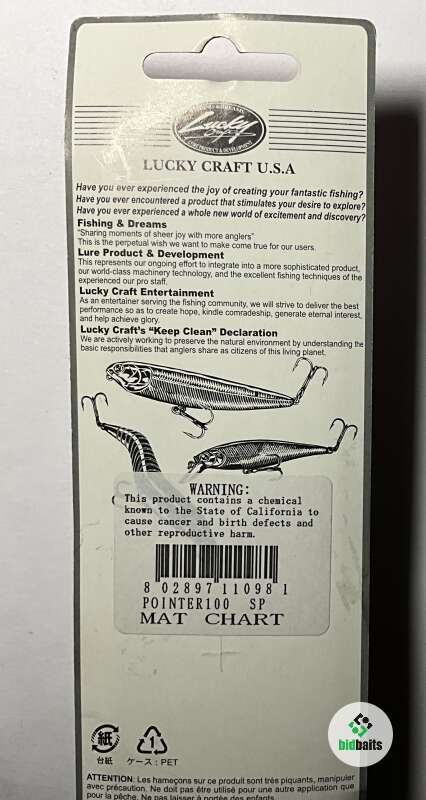 Lucky
Craft
LUCKY CRAFT U.S.A
Have you ever experienced the joy of creating your fantastic fishing?
Have you ever encountered a product that stimulates your desire to explore?
Have you ever experienced a whole new world of excitement and discovery?
Fishing & Dreams
"Sharing moments of sheer joy with more anglers"
This is the perpetual wish we want to make come true for our users.
Lure Product & Development
This represents our ongoing effort to integrate into a more sophisticated product,
our world-class machinery technology, and the excellent fishing techniques of the
experienced our pro staff.
Lucky Craft Entertainment
As an entertainer serving the fishing community, we will strive to deliver the best
performance so as to create hope, kindle comradeship, generate eternal interest,
and help achieve glory.
Lucky Craft's "Keep Clean" Declaration
We are actively working to preserve the natural environment by understanding the
basic responsibilities that anglers share as citizens of this living planet.
WARNING:
This product contains a chemical
known to the State of California to
cause cancer and birth defects and
other reproductive harm.
8 02897 11098 1
POINTER100 SP
MAT CHART
紙
台紙
1
ケース：PET
bidbaits
ATTENTION: Les hameçons sur ce produit sont très piquants, manipuler
avec précaution. Ne doit pas être utilisé dans une autre application que
pour la pêche. Ne pas laisser à portée des enfants.